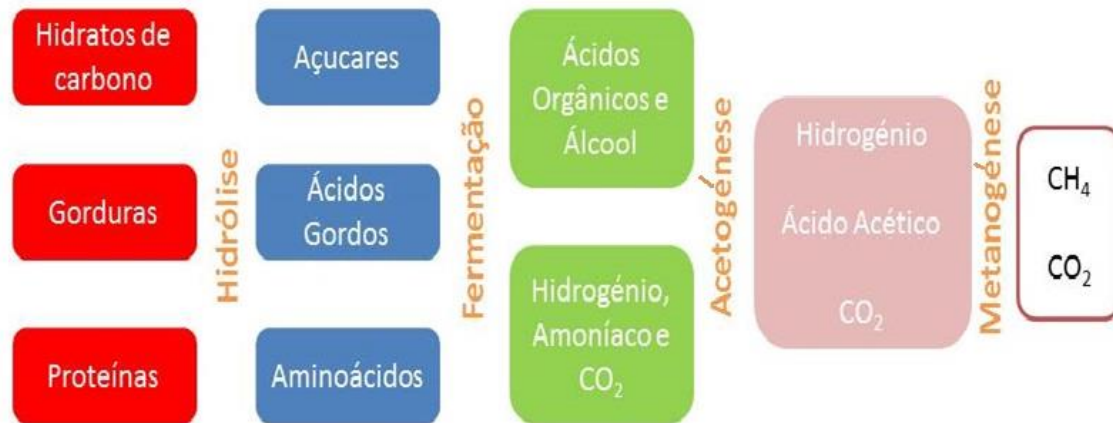 Hidratos de
carbono
Gorduras
Proteínas
Hidrólise
Açucares
Ácidos
Gordos
Aminoácidos
Fermentação
Ácidos
Orgânicos e
Álcool
Hidrogénio,
Amoníaco e
CO₂
Acetogénese
Hidrogénio
Ácido Acético
CO₂
Metanogénese
CH₄
CO₂